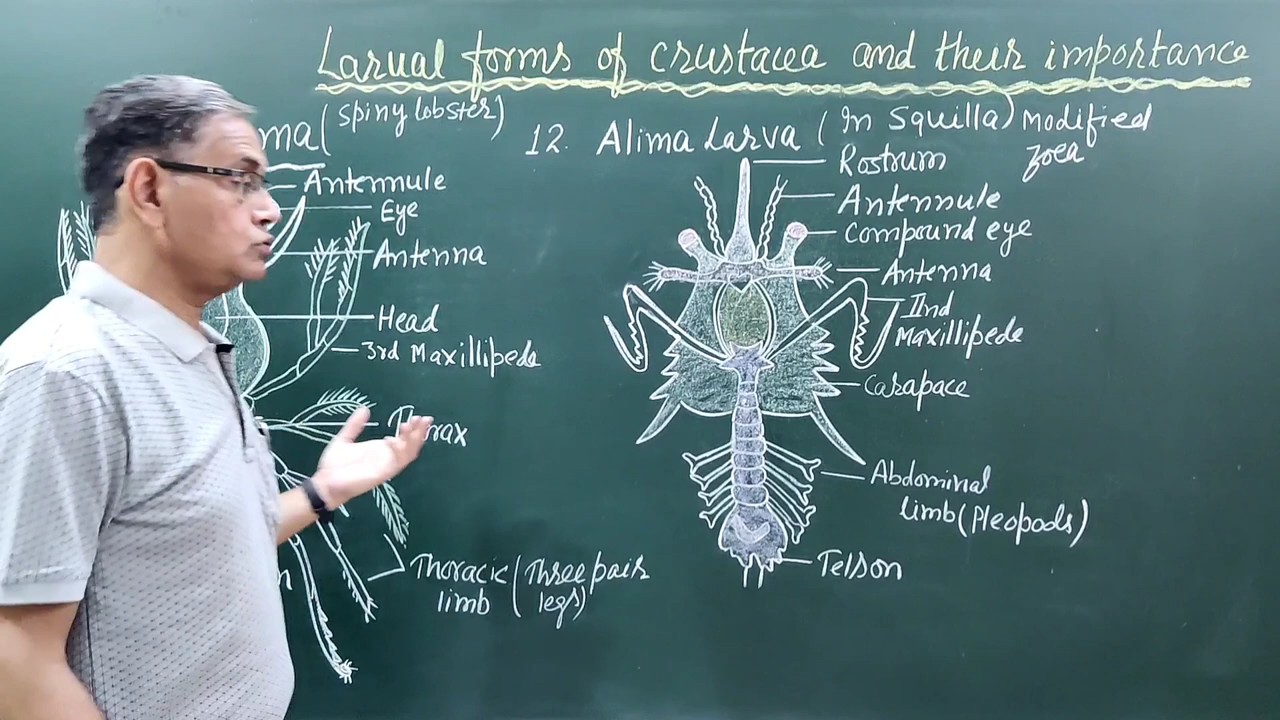 Larval forms of crustacea and their importance
ma (spiny lobster)
Antennule
Eye
Antenna
Head
3rd Maxillipede
Thorax
Thoracic limb (Three pair legs)
12. Alima Larva (In Squilla) Modified zoea
Rostrum
Antennule
Compound eye
Antenna
IInd
Maxillipede
Carapace
Abdominal
limb (Pleopods)
Telson